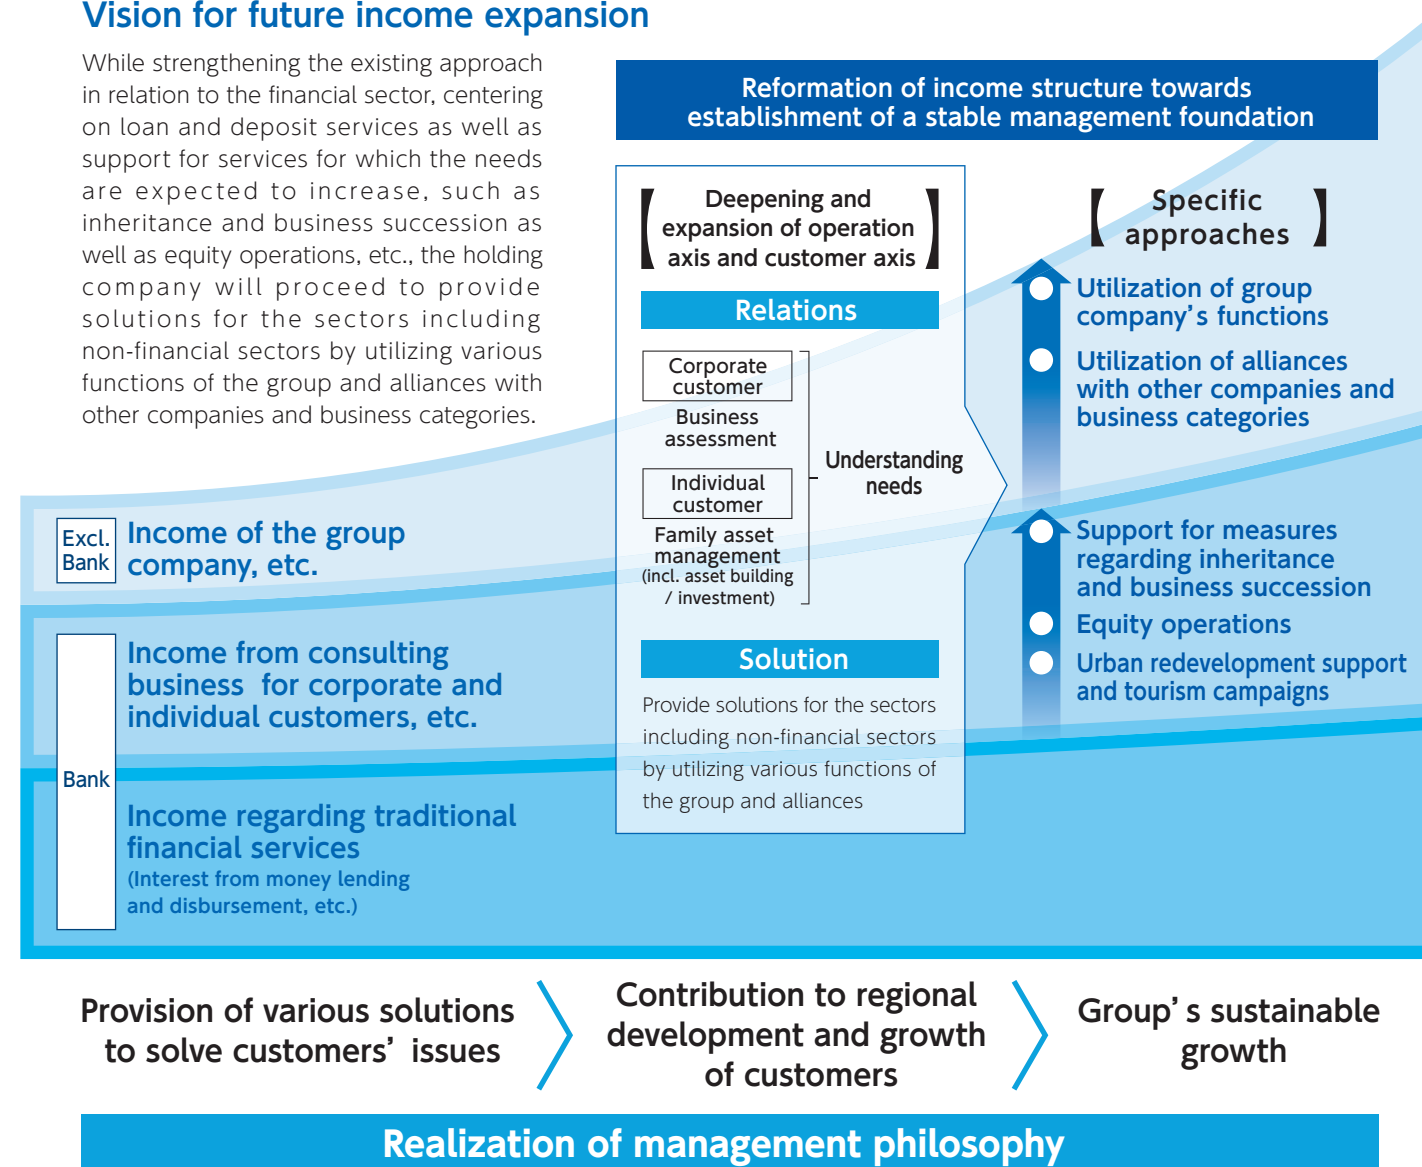 Vision for future income expansion
While strengthening the existing approach
in relation to the financial sector, centering
on loan and deposit services as well as
support for services for which the needs
are expected to increase, such as
inheritance and business succession as
well as equity operations, etc., the holding
company will proceed to provide
solutions for the sectors including
non-financial sectors by utilizing various
functions of the group and alliances with
other companies and business categories.
Reformation of income structure towards
establishment of a stable management foundation
【Deepening and
expansion of operation
axis and customer axis】
Relations
Corporate
customer
Business
assessment
Individual
customer
Family asset
management
(incl. asset building
/ investment)
Understanding
needs
Solution
Provide solutions for the sectors
including non-financial sectors
by utilizing various functions of
the group and alliances
【Specific
approaches】
Utilization of group
company's functions
Utilization of alliances
with other companies and
business categories
Support for measures
regarding inheritance
and business succession
Equity operations
Urban redevelopment support
and tourism campaigns
Excl.
Bank
Income of the group
company, etc.
Bank
Income from consulting
business for corporate and
individual customers, etc.
Income regarding traditional
financial services
(Interest from money lending
and disbursement, etc.)
Provision of various solutions
to solve customers' issues
Contribution to regional
development and growth
of customers
Group's sustainable
growth
Realization of management philosophy